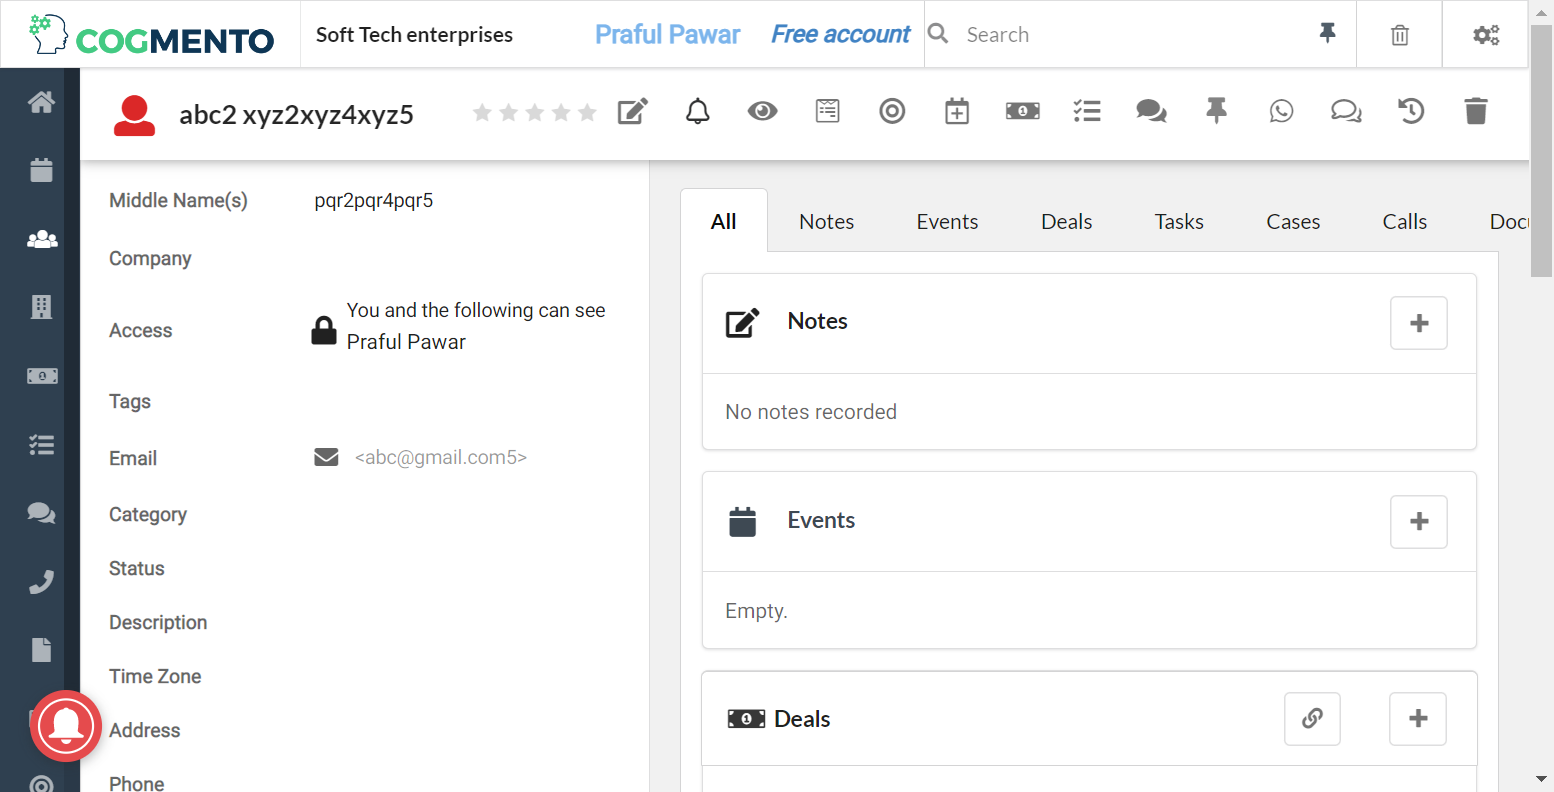 COGMENTO
Soft Tech enterprises
Praful Pawar
Free account
Search
abc2 xyz2xyz4xyz5
Middle Name(s)
pqr2pqr4pqr5
Company
Access
You and the following can see
Praful Pawar
Tags
Email
<abc@gmail.com5>
Category
Status
Description
Time Zone
Address
Phone
All
Notes
Events
Deals
Tasks
Cases
Calls
Docu
Notes
No notes recorded
Events
Empty.
1 Deals